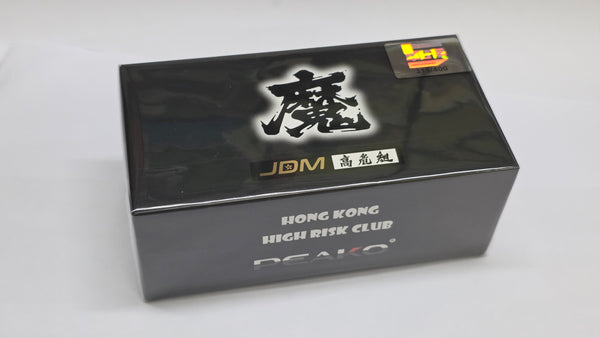 魔
JDM 高危組
HONG KONG
HIGH RISK CLUB
PEAKO